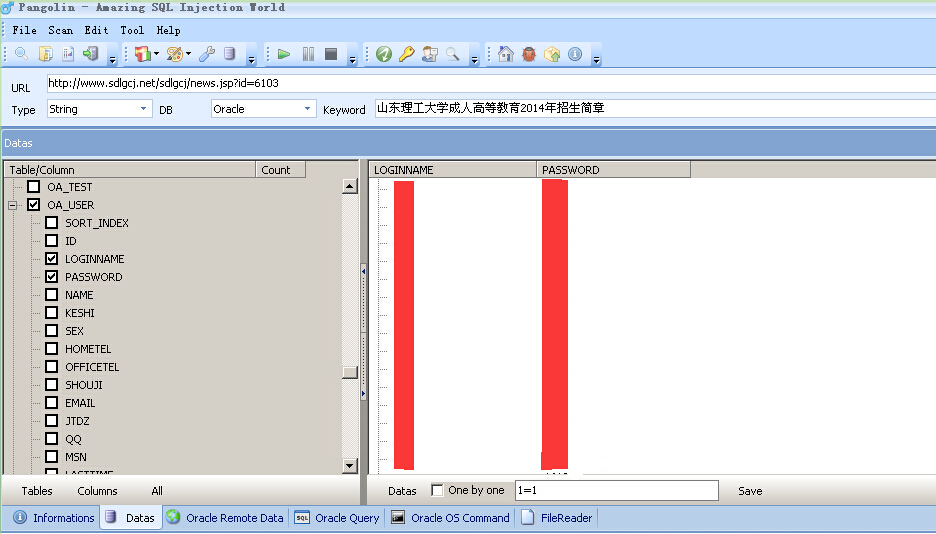 Pangolin - Amazing SQL Injection World
File Scan Edit Tool Help
URL http://www.sdlgcj.net/sdlgcj/news.jsp?id=6103
Type String DB Oracle Keyword 山东理工大学成人高等教育2014年招生简章
Datas
Table/Column Count LOGINNAME PASSWORD
OA_TEST
OA_USER
SORT_INDEX
ID
LOGINNAME
PASSWORD
NAME
KESHI
SEX
HOMETEL
OFFICETEL
SHOUJI
EMAIL
JTDZ
QQ
MSN
LASTTIME
Tables Columns All Datas One by one 1=1 Save
Informations Datas Oracle Remote Data SQL Oracle Query Oracle OS Command FileReader